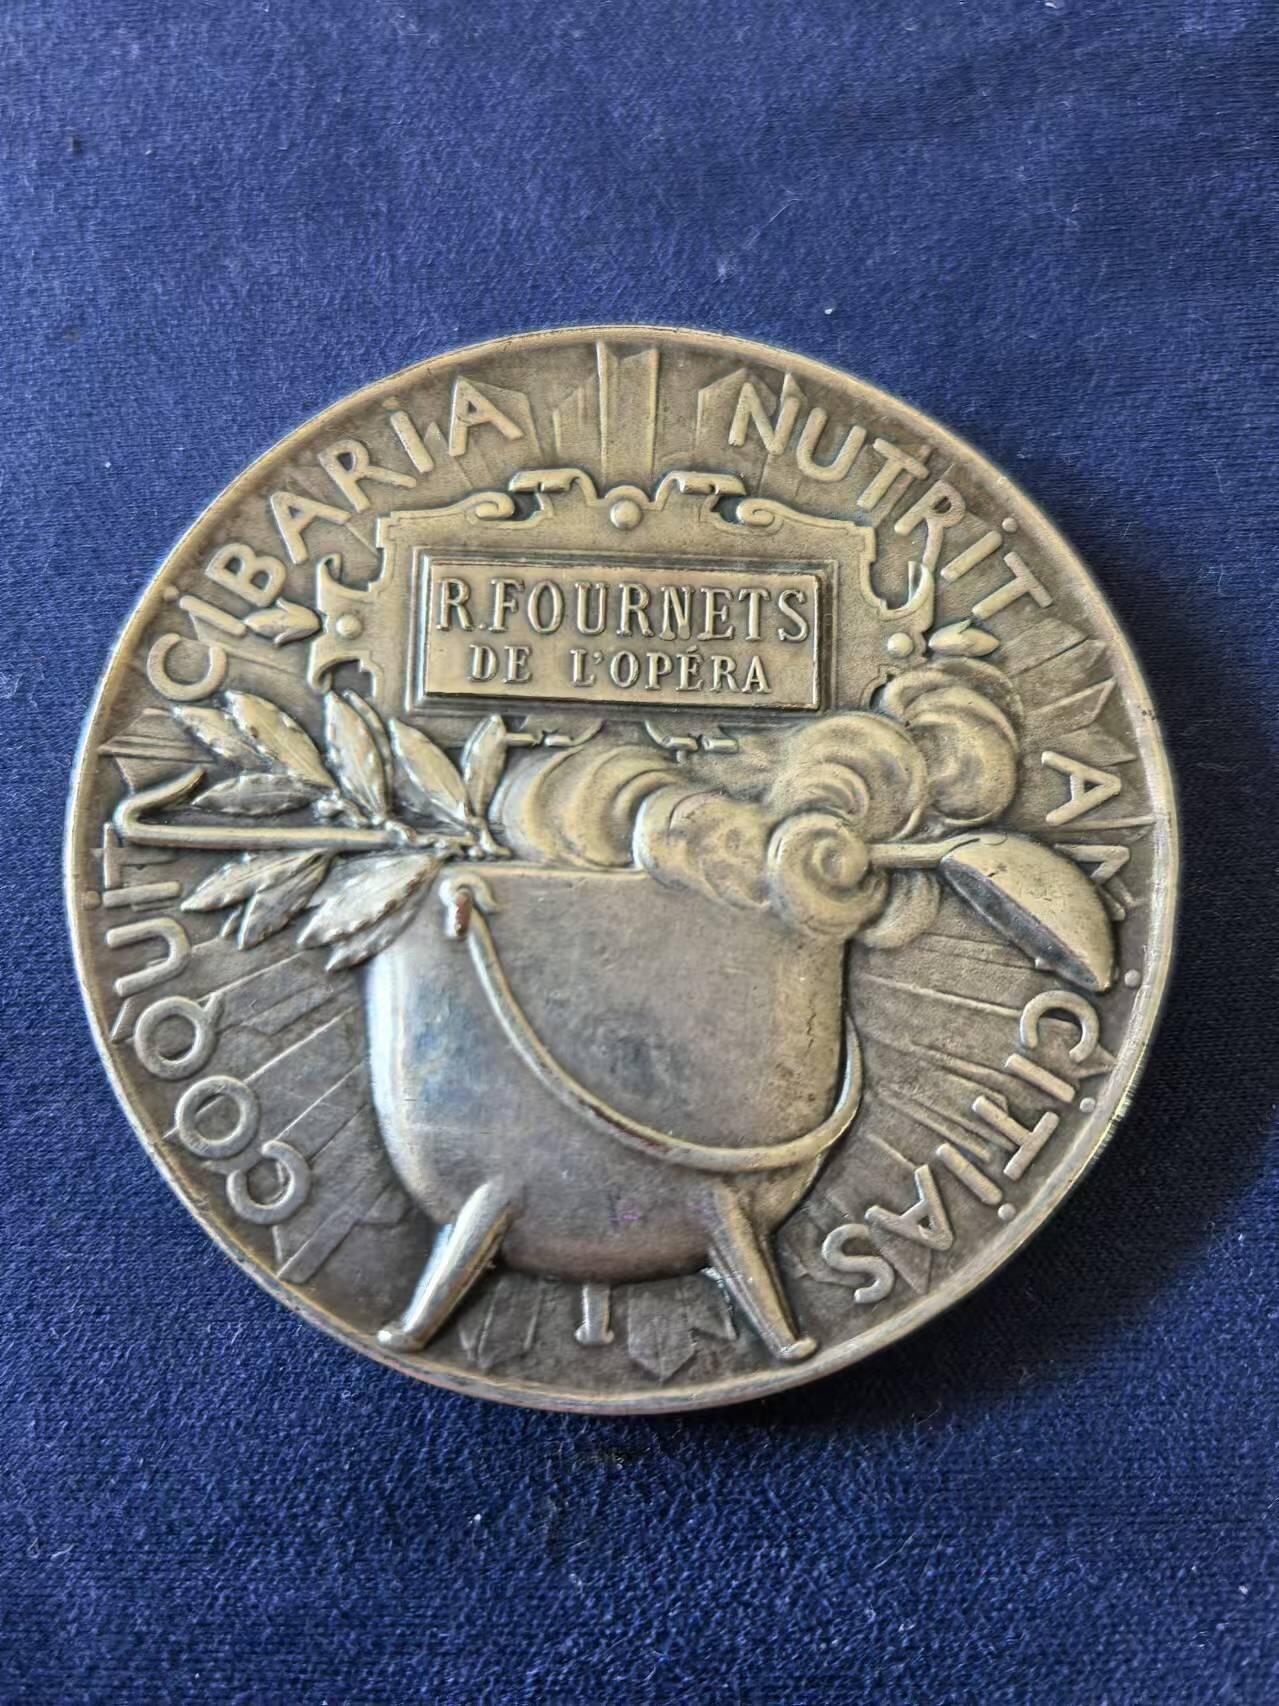 COQUIT CIBARIA NUTRIT AMICITIAS
R. FOURNETS
DE L'OPÉRA